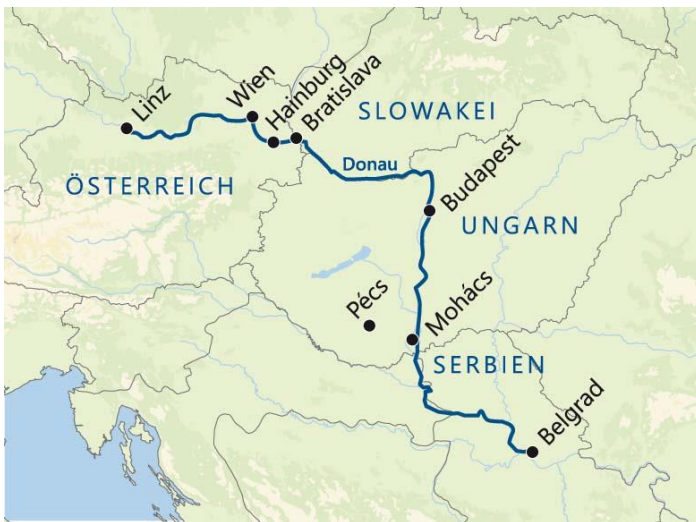 Linz
Wien
Hainburg
Bratislava
SLOWAKEI
Donau
ÖSTERREICH
Budapest
UNGARN
Pécs
Mohács
SERBIEN
Belgrad